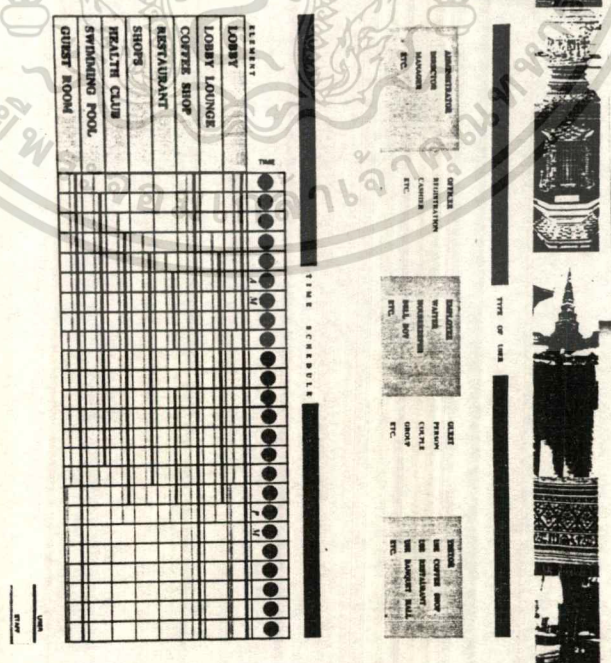 TYPE OF USER
ADMINISTRATOR
DIRECTOR
MANAGER
ETC.
OFFICER
REGISTRATION
CASHIER
ETC.
EMPLOYEE
WAITER
HOUSEKEEPER
BELL BOY
ETC.
GUEST
PERSON
COUPLE
GROUP
ETC.
VISITOR
USE COFFEE SHOP
USE RESTAURANT
USE BANQUET HALL
ETC.
TIME SCHEDULE
ELEMENT TIME
A M P M
LOBBY
LOBBY LOUNGE
COFFEE SHOP
RESTAURANT
SHOPS
HEALTH CLUB
SWIMMING POOL
GUEST ROOM
USER
STAFF